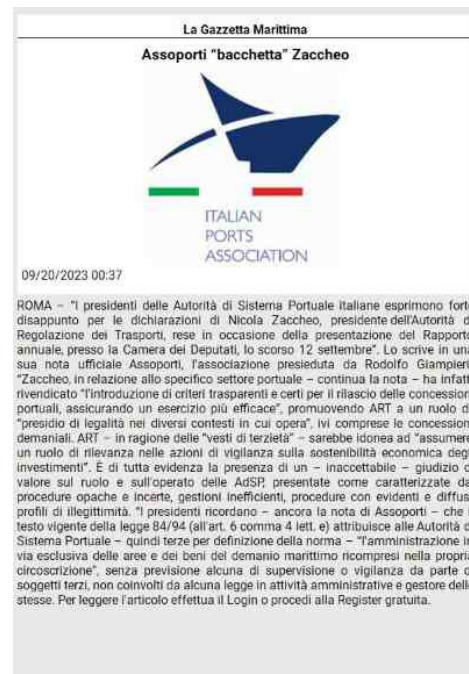 La Gazzetta Marittima
Assoporti “bacchetta” Zaccheo
ITALIAN
PORTS
ASSOCIATION
09/20/2023 00:37
ROMA – “I presidenti delle Autorità di Sistema Portuale italiane esprimono forte
disappunto per le dichiarazioni di Nicola Zaccheo, presidente dell'Autorità d
Regolazione dei Trasporti, rese in occasione della presentazione del Rapporto
annuale, presso la Camera dei Deputati, lo scorso 12 settembre”. Lo scrive in una
sua nota ufficiale Assoporti, l'associazione presieduta da Rodolfo Giampieri
“Zaccheo, in relazione allo specifico settore portuale – continua la nota – ha infatt
rivendicato “l'introduzione di criteri trasparenti e certi per il rilascio delle concession
portuali, assicurando un esercizio più efficace”, promuovendo ART a un ruolo d
“presidio di legalità nei diversi contesti in cui opera”, ivi comprese le concession
demaniali. ART – in ragione delle “vesti di terzietà” – sarebbe idonea ad “assumere
un ruolo di rilevanza nelle azioni di vigilanza sulla sostenibilità economica degl
investimenti”. È di tutta evidenza la presenza di un – inaccettabile – giudizio d
valore sul ruolo e sull'operato delle AdSP, presentate come caratterizzate da
procedure opache e incerte, gestioni inefficienti, procedure con evidenti e diffus
profili di illegittimità. “I presidenti ricordano – ancora la nota di Assoporti – che i
testo vigente della legge 84/94 (all'art. 6 comma 4 lett. e) attribuisce alle Autorità d
Sistema Portuale – quindi terze per definizione della norma – “l'amministrazione in
via esclusiva delle aree e dei beni del demanio marittimo ricompresi nella propria
circoscrizione”, senza previsione alcuna di supervisione o vigilanza da parte d
soggetti terzi, non coinvolti da alcuna legge in attività amministrative e gestore delle
stesse. Per leggere l'articolo effettua il Login o procedi alla Register gratuita.